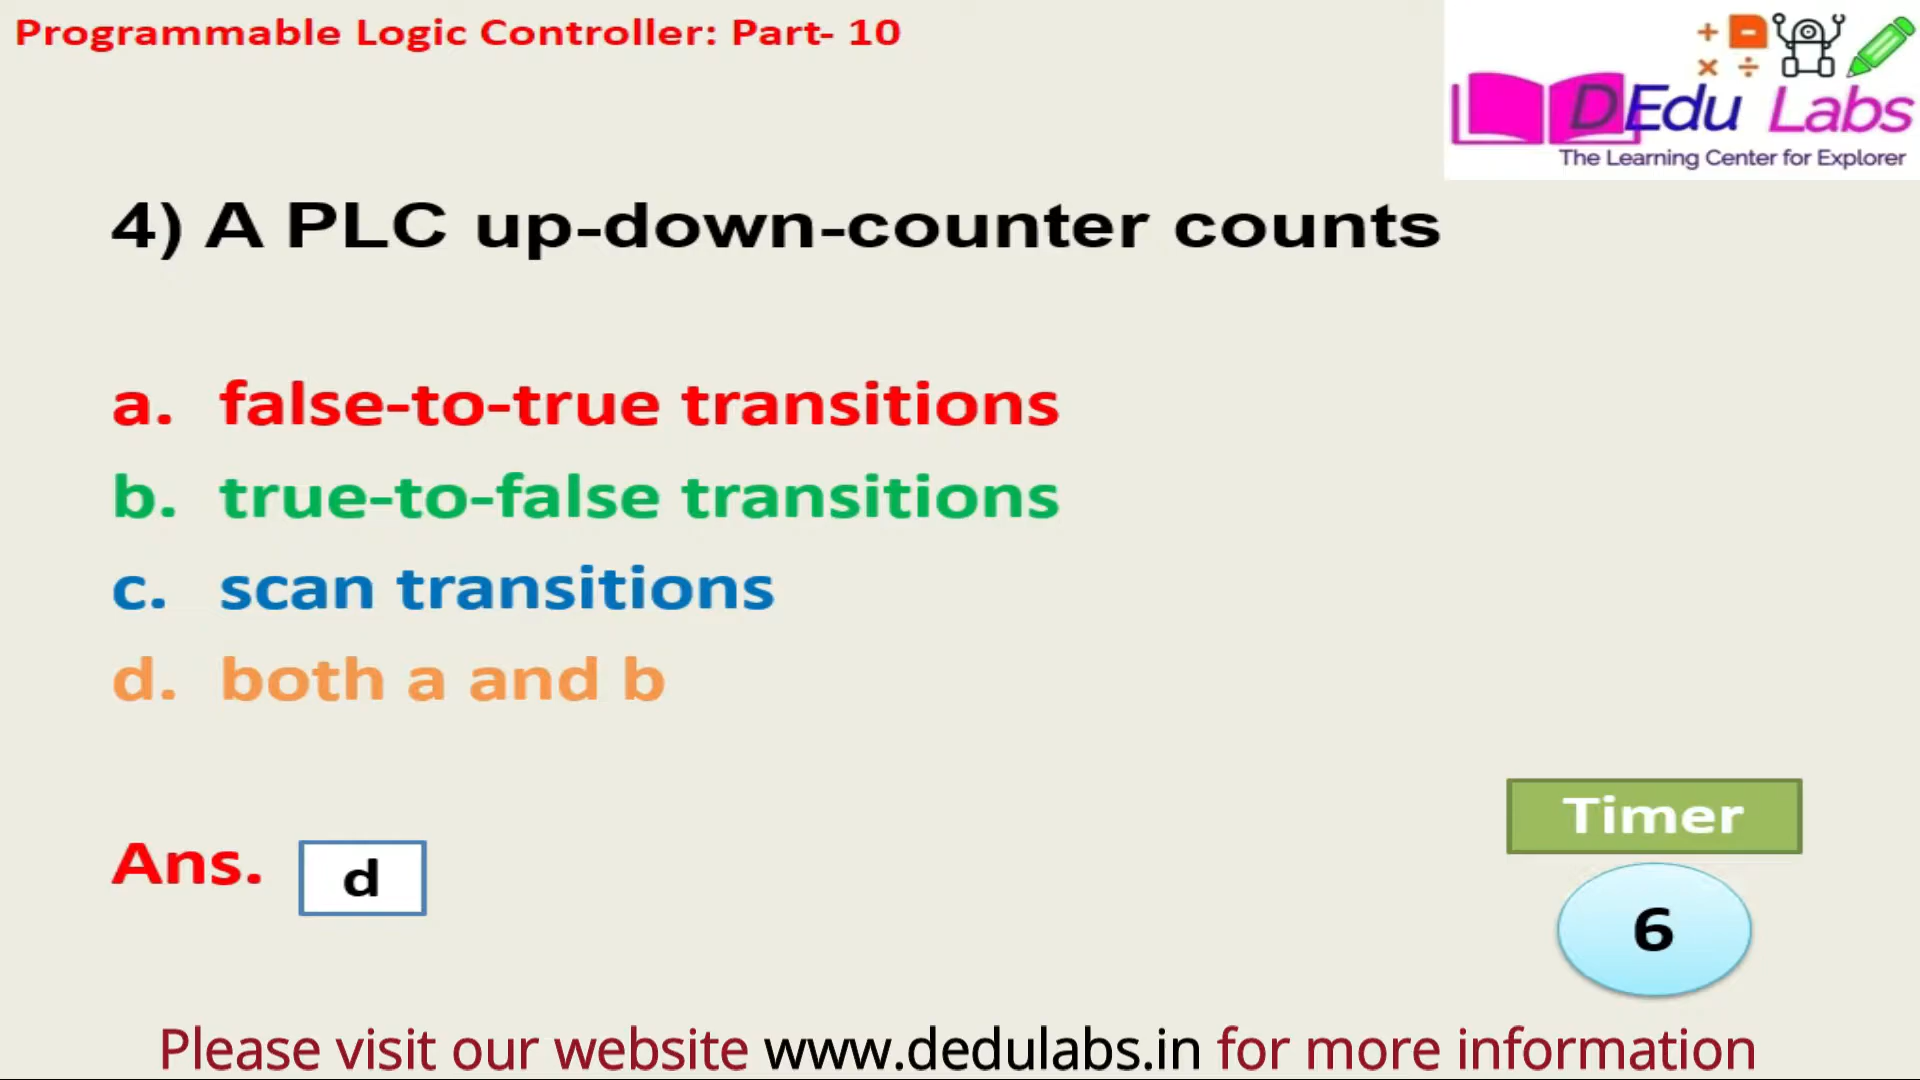 Programmable Logic Controller: Part- 10
DEdu Labs
The Learning Center for Explorer
4) A PLC up-down-counter counts
a. false-to-true transitions
b. true-to-false transitions
c. scan transitions
d. both a and b
Ans. d
Timer
6
Please visit our website www.dedulabs.in for more information